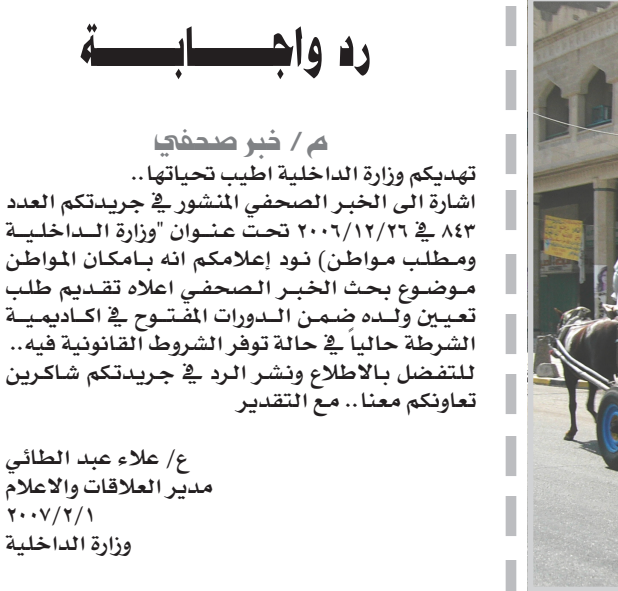 رد واجـــــابـــــــة
م / خبر صحفي
تهديكم وزارة الداخلية اطيب تحياتها..
اشارة الى الخبر الصحفي المنشور في جريدتكم العدد
٨٤٣ في ٢٠٠٦/١٢/٢٦ تحت عنوان "وزارة الداخلية
ومطلب مواطن) نود إعلامكم انه بامكان المواطن
موضوع بحث الخبر الصحفي اعلاه تقديم طلب
تعيين ولده ضمن الدورات المفتوح في اكاديمية
الشرطة حالياً في حالة توفر الشروط القانونية فيه..
للتفضل بالاطلاع ونشر الرد في جريدتكم شاكرين
تعاونكم معنا.. مع التقدير
ع/ علاء عبد الطائي
مدير العلاقات والاعلام
٢٠٠٧/٢/١
وزارة الداخلية